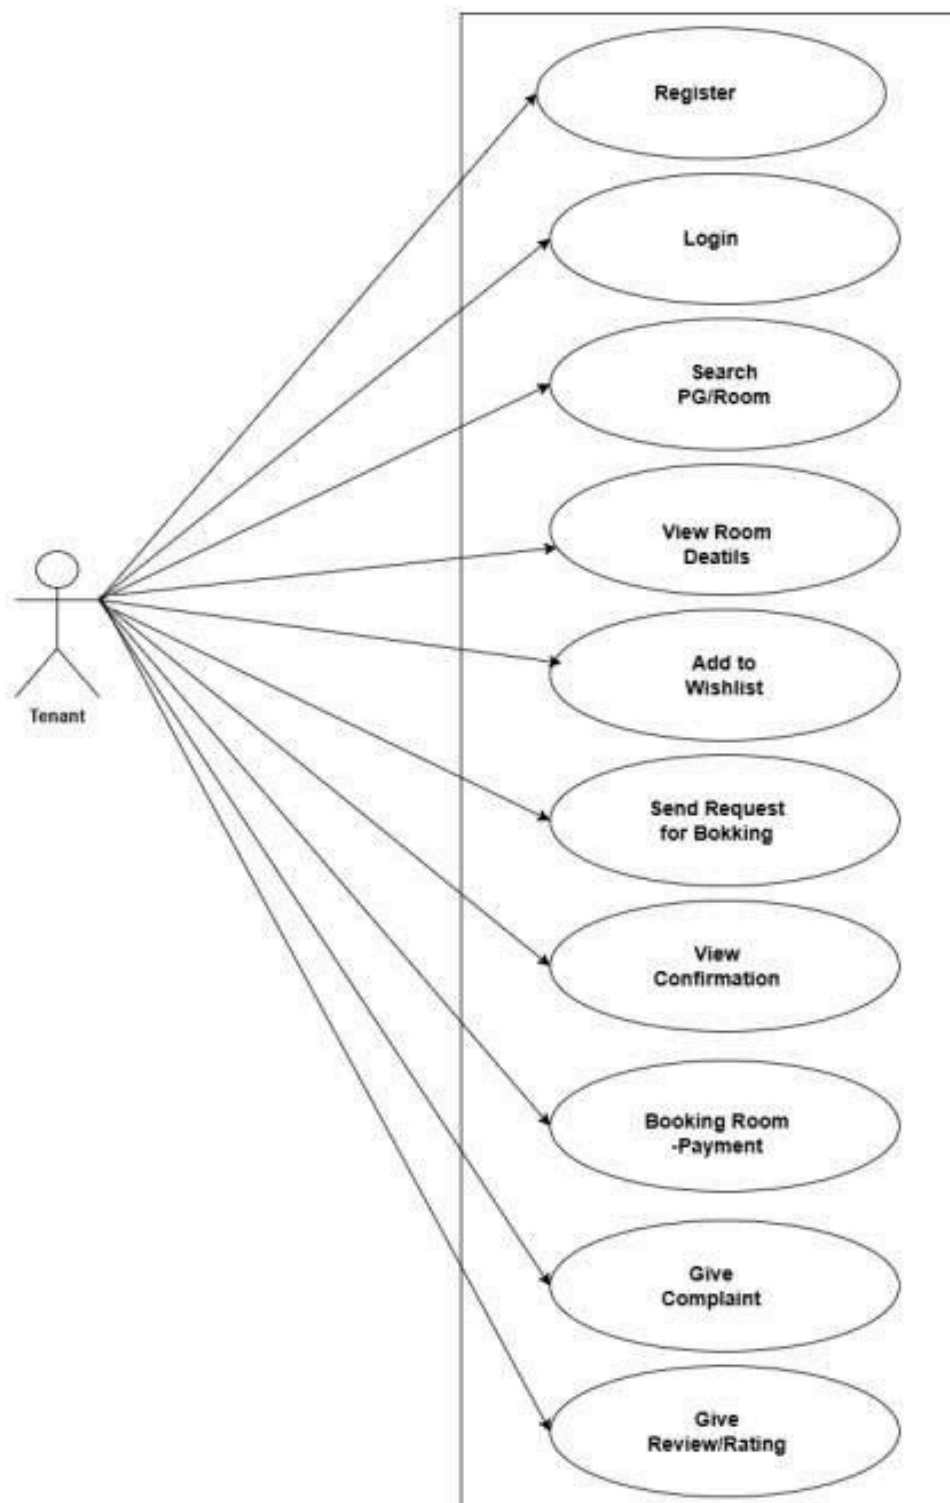 Register
Login
Search
PG/Room
View Room
Deatils
Tenant
Add to
Wishlist
Send Request
for Bokking
View
Confirmation
Booking Room
-Payment
Give
Complaint
Give
Review/Rating